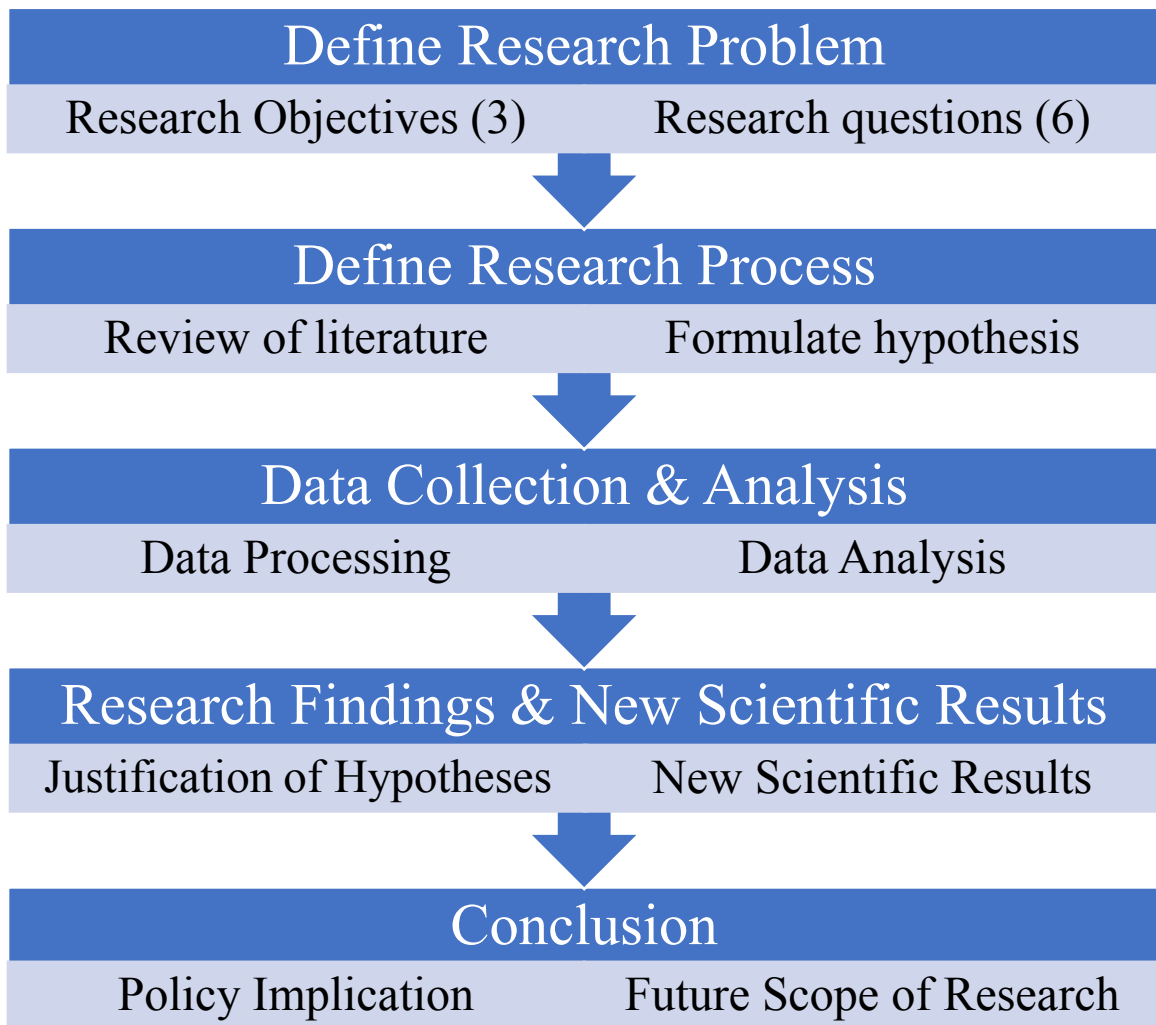 Define Research Problem
Research Objectives (3) Research questions (6)
Define Research Process
Review of literature Formulate hypothesis
Data Collection & Analysis
Data Processing Data Analysis
Research Findings & New Scientific Results
Justification of Hypotheses New Scientific Results
Conclusion
Policy Implication Future Scope of Research